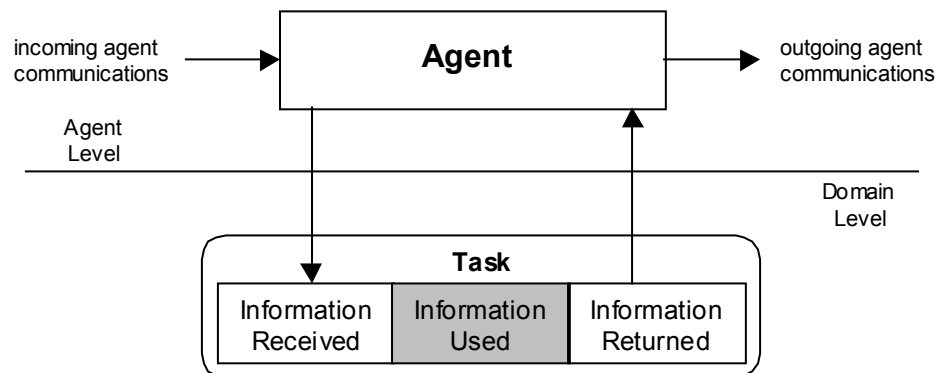 incoming agent
communications
Agent
outgoing agent
communications
Agent
Level
Domain
Level
Task
Information
Received
Information
Used
Information
Returned